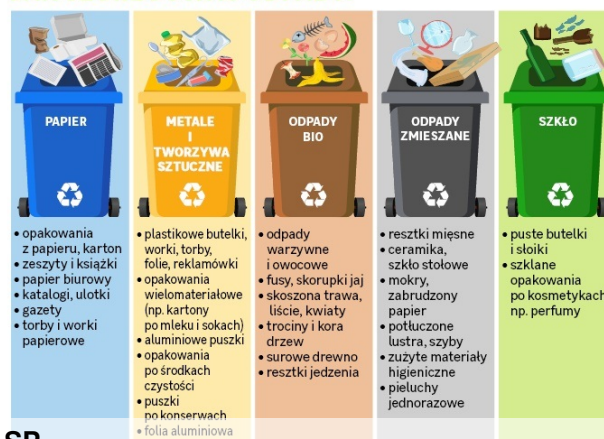 PAPIER
METALE
I
TWORZYWA
SZTUCZNE
ODPADY
BIO
ODPADY
ZMIESZANE
SZKŁO
• opakowania
z papieru, karton
• zeszyty i książki
• papier biurowy
• katalogi, ulotki
• gazety
• torby i worki
papierowe
• plastikowe butelki,
worki, torby,
folie, reklamówki
• opakowania
wielomateriałowe
(np. kartony
po mleku i sokach)
• aluminiowe puszki
• opakowania
po środkach
czystości
• puszki
po konserwach
• folia aluminiowa
• odpady
warzywne
i owocowe
• fusy, skorupki jaj
• skoszona trawa,
liście, kwiaty
• trociny i kora
drzew
• surowe drewno
• resztki jedzenia
• resztki mięsne
• ceramika,
szkło stołowe
• mokry,
zabrudzony
papier
• potłuczone
lustra, szyby
• zużyte materiały
higieniczne
• pieluchy
jednorazowe
• puste butelki
i słoiki
• szklane
opakowania
po kosmetykach
np. perfumy